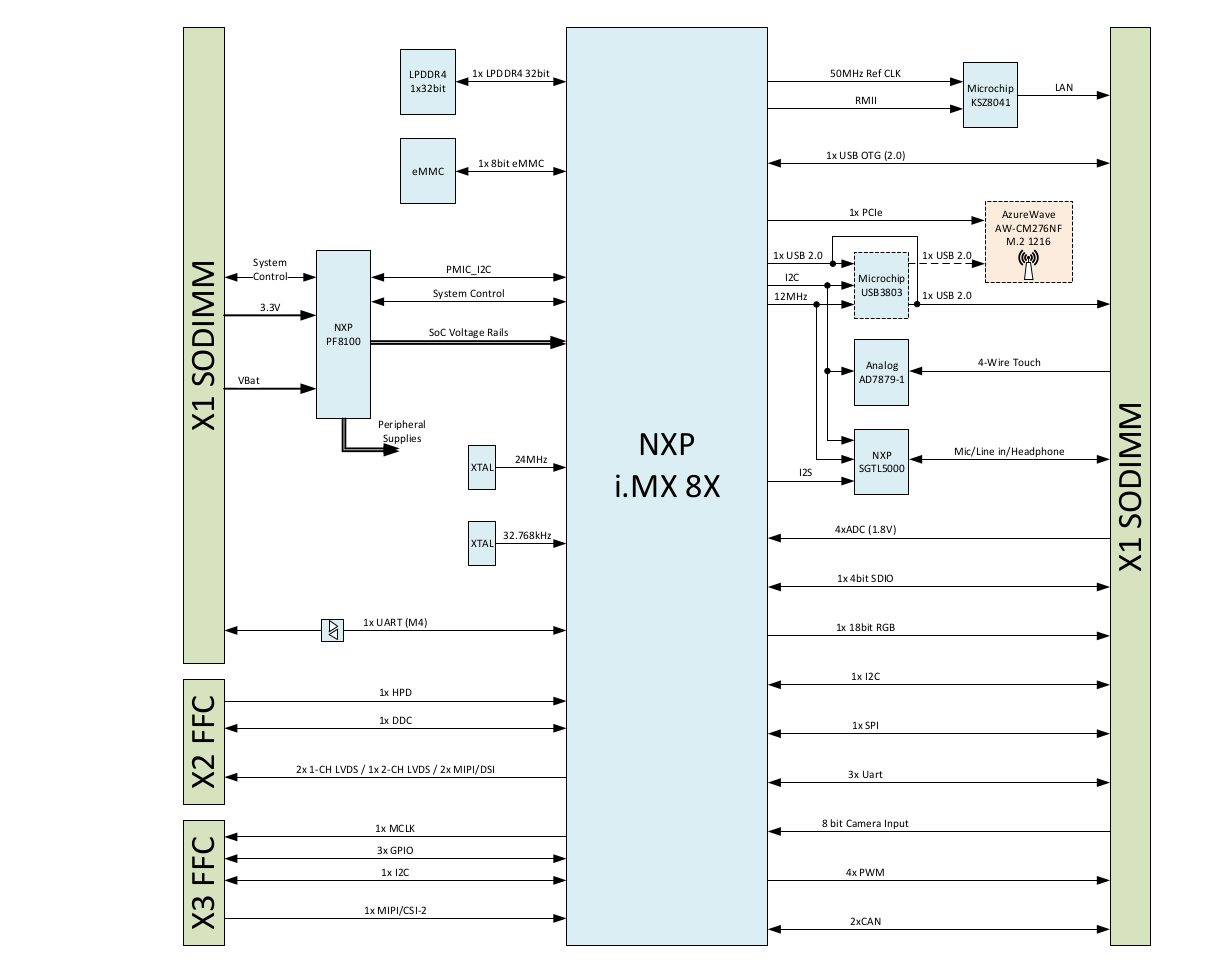 X1 SODIMM
LPDDR4
1x32bit
1x LPDDR4 32bit
eMMC
1x 8bit eMMC
System
Control
3.3V
VBat
NXP
PF8100
PMIC_I2C
System Control
SoC Voltage Rails
Peripheral
Supplies
XTAL
24MHz
XTAL
32.768kHz
1x UART (M4)
X2 FFC
1x HPD
1x DDC
2x 1-CH LVDS / 1x 2-CH LVDS / 2x MIPI/DSI
X3 FFC
1x MCLK
3x GPIO
1x I2C
1x MIPI/CSI-2
NXP
i.MX 8X
50MHz Ref CLK
RMII
Microchip
KSZ8041
LAN
1x USB OTG (2.0)
1x PCIe
AzureWave
AW-CM276NF
M.2 1216
1x USB 2.0
I2C
12MHz
Microchip
USB3803
1x USB 2.0
1x USB 2.0
Analog
AD7879-1
4-Wire Touch
NXP
SGTL5000
Mic/Line in/Headphone
I2S
4xADC (1.8V)
1x 4bit SDIO
1x 18bit RGB
1x I2C
1x SPI
3x Uart
8 bit Camera Input
4x PWM
2xCAN
X1 SODIMM